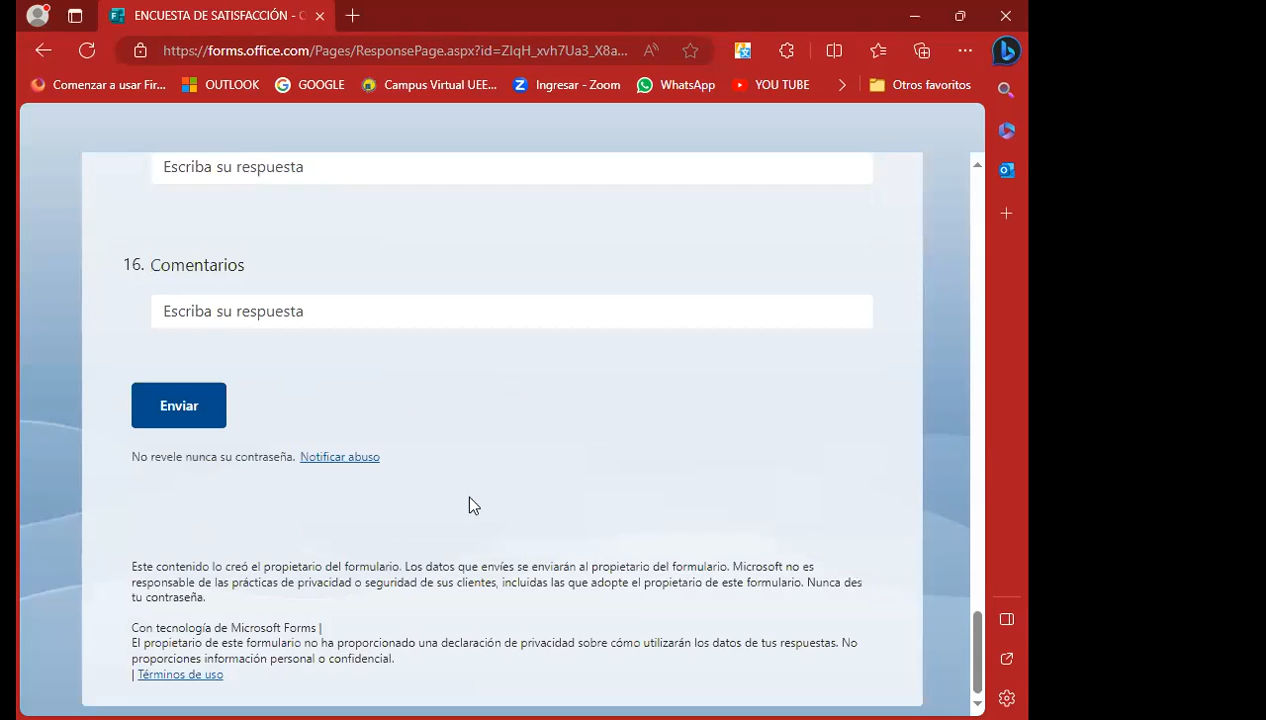 ENCUESTA DE SATISFACCIÓN - C
https://forms.office.com/Pages/ResponsePage.aspx?id=ZIqH_xvh7Ua3_X8a...
Comenzar a usar Fir... OUTLOOK GOOGLE Campus Virtual UEE... Ingresar - Zoom WhatsApp YOU TUBE Otros favoritos
Escriba su respuesta
16. Comentarios
Escriba su respuesta
Enviar
No revele nunca su contraseña. Notificar abuso
Este contenido lo creó el propietario del formulario. Los datos que envíes se enviarán al propietario del formulario. Microsoft no es
responsable de las prácticas de privacidad o seguridad de sus clientes, incluidas las que adopte el propietario de este formulario. Nunca des
tu contraseña.
Con tecnología de Microsoft Forms |
El propietario de este formulario no ha proporcionado una declaración de privacidad sobre cómo utilizarán los datos de tus respuestas. No
proporciones información personal o confidencial.
| Términos de uso